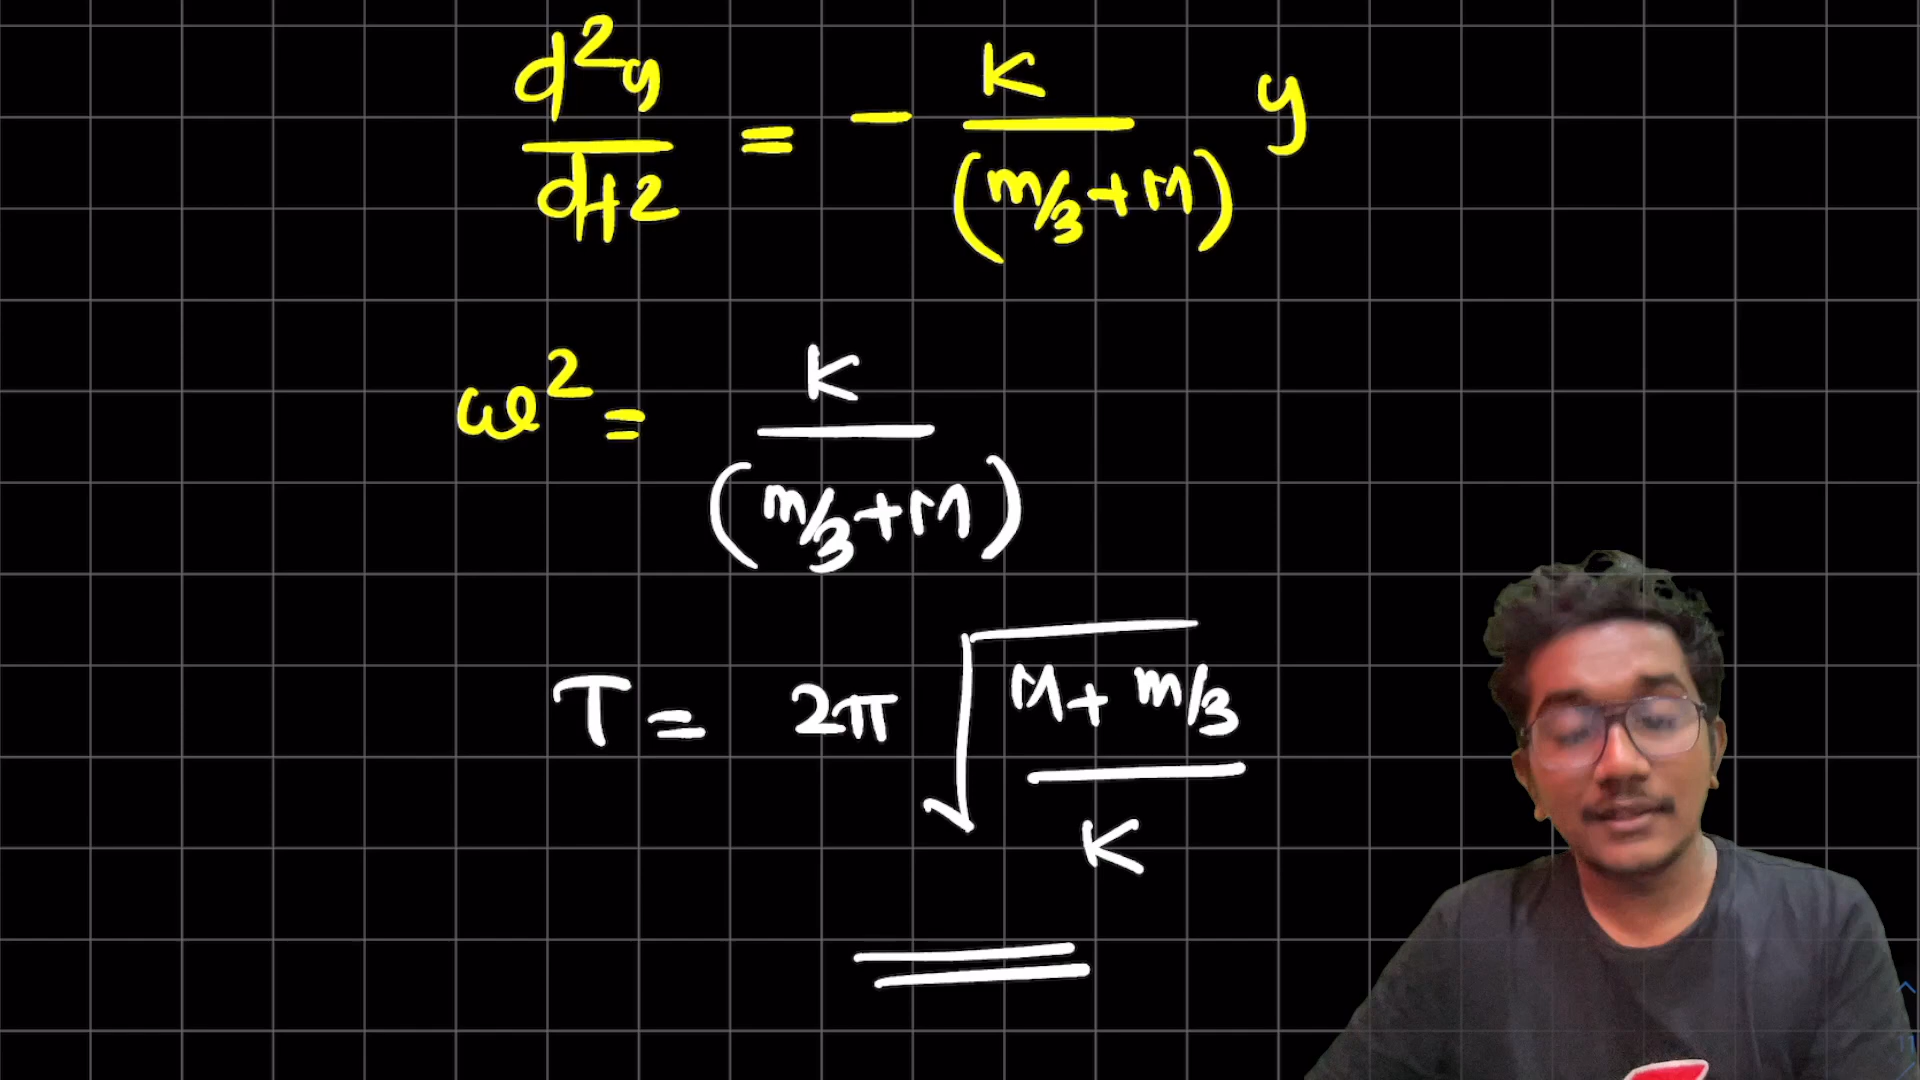 d²y/dt2 = - K/(m/3+M) y
ω² = K/(m/3+M)
T = 2π √((M+m/3)/K)